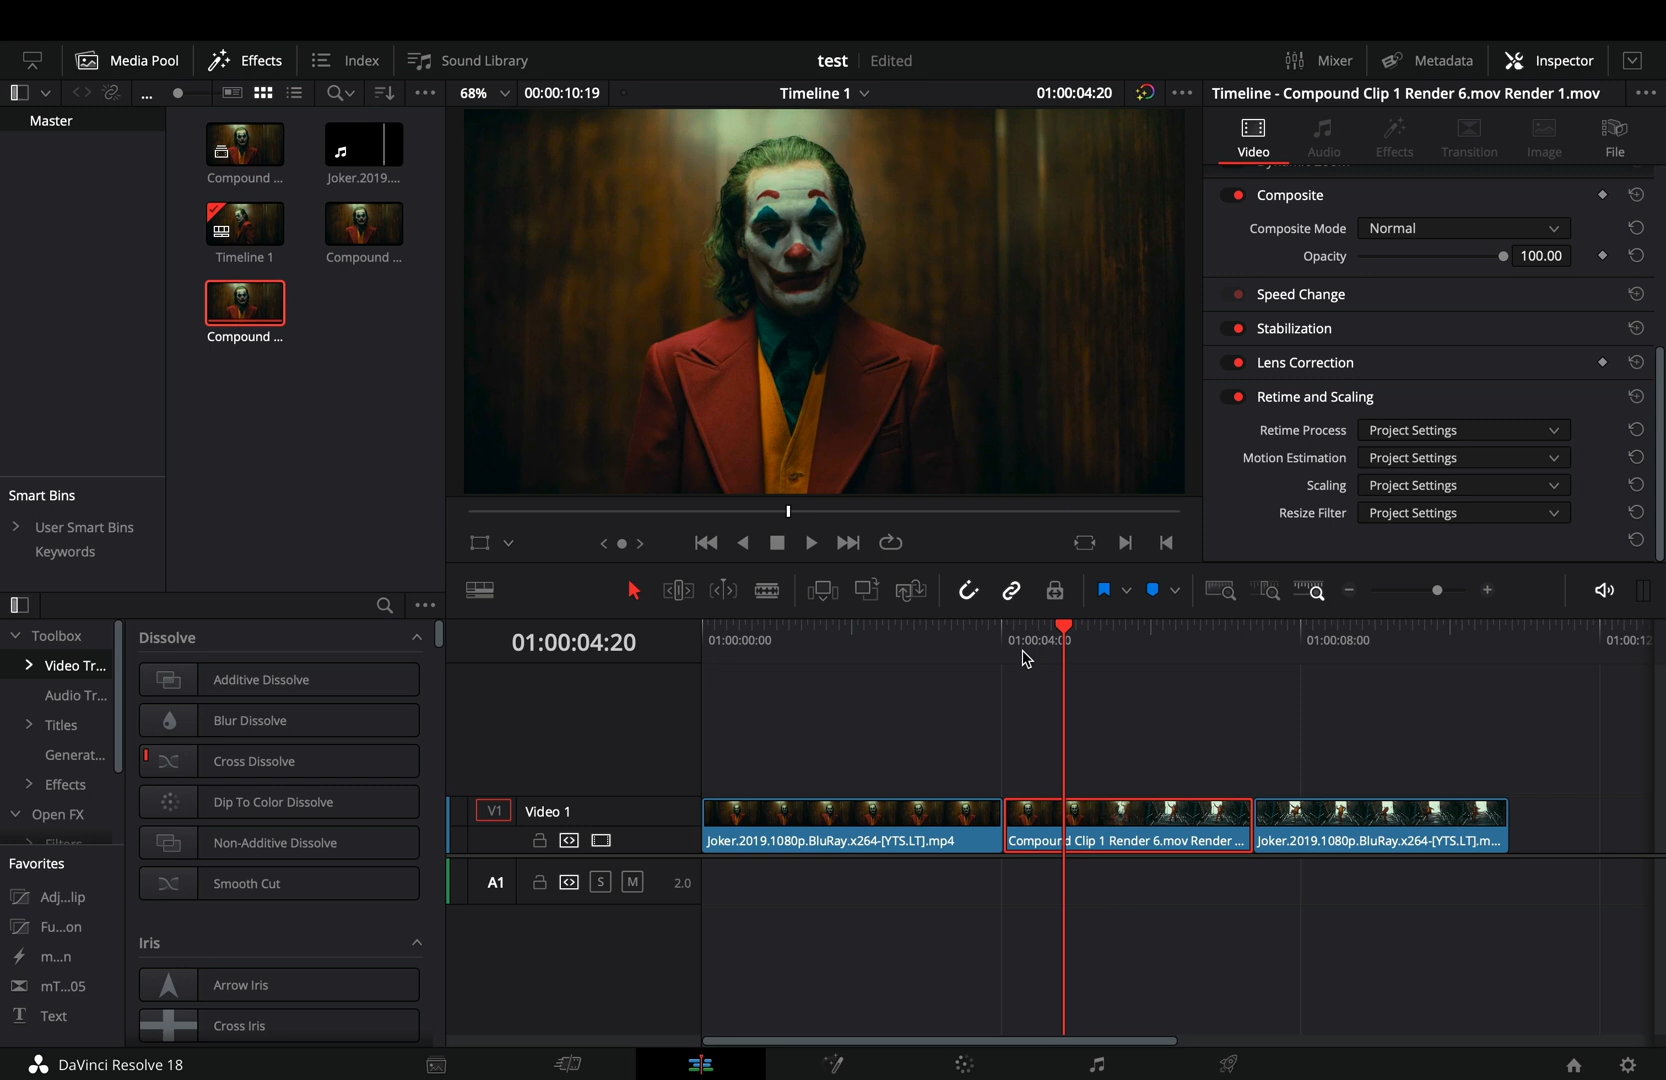 Media Pool
Effects
Index
Sound Library
test
Edited
Mixer
Metadata
Inspector
...
68%
00:00:10:19
Timeline 1
01:00:04:20
Timeline - Compound Clip 1 Render 6.mov Render 1.mov
Master
Compound ...
Joker.2019....
Timeline 1
Compound ...
Compound ...
Smart Bins
User Smart Bins
Keywords
Video
Audio
Effects
Transition
Image
File
Composite
Composite Mode
Normal
Opacity
100.00
Speed Change
Stabilization
Lens Correction
Retime and Scaling
Retime Process
Project Settings
Motion Estimation
Project Settings
Scaling
Project Settings
Resize Filter
Project Settings
Toolbox
Video Tr...
Audio Tr...
Titles
Generat...
Effects
Open FX
Filters
Favorites
Adj...lip
Fu...on
m...n
mT...05
T Text
Dissolve
Additive Dissolve
Blur Dissolve
Cross Dissolve
Dip To Color Dissolve
Non-Additive Dissolve
Smooth Cut
Iris
Arrow Iris
Cross Iris
01:00:04:20
01:00:00:00
01:00:04:00
01:00:08:00
01:00:12
V1
Video 1
Joker.2019.1080p.BluRay.x264-[YTS.LT].mp4
Compound Clip 1 Render 6.mov Render ...
Joker.2019.1080p.BluRay.x264-[YTS.LT].m...
A1
S
M
2.0
DaVinci Resolve 18